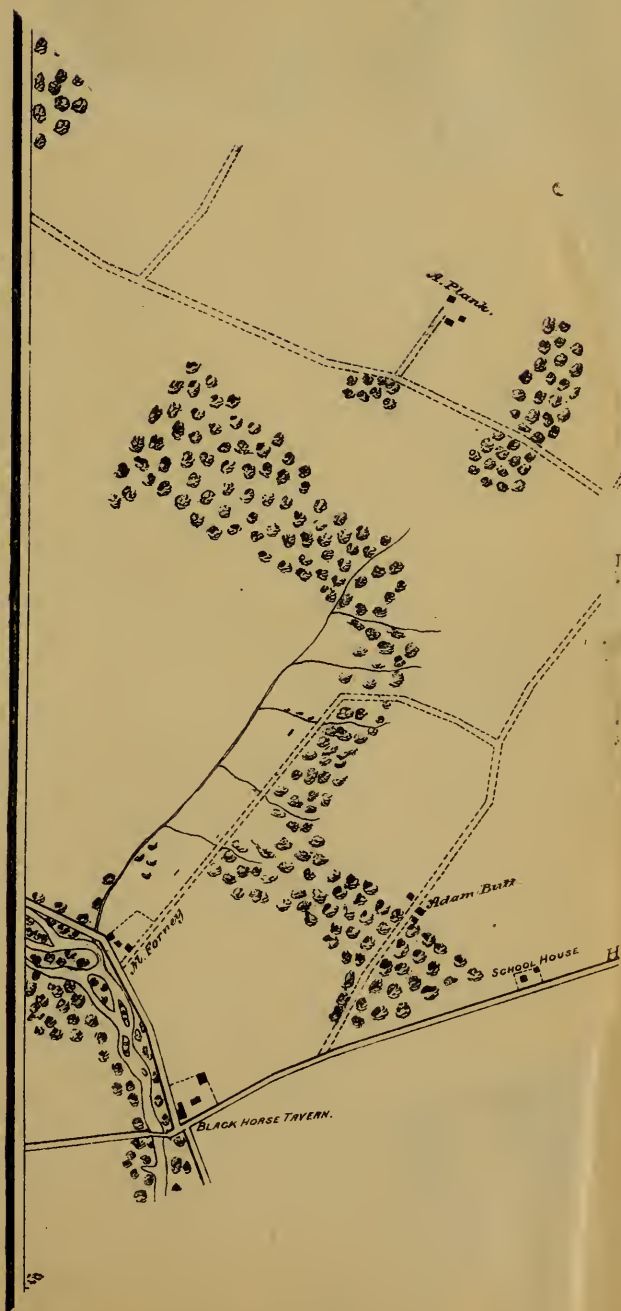 A. Plank.
Adam Butt
M. Forney
SCHOOL HOUSE
H
BLACK HORSE TAVERN.